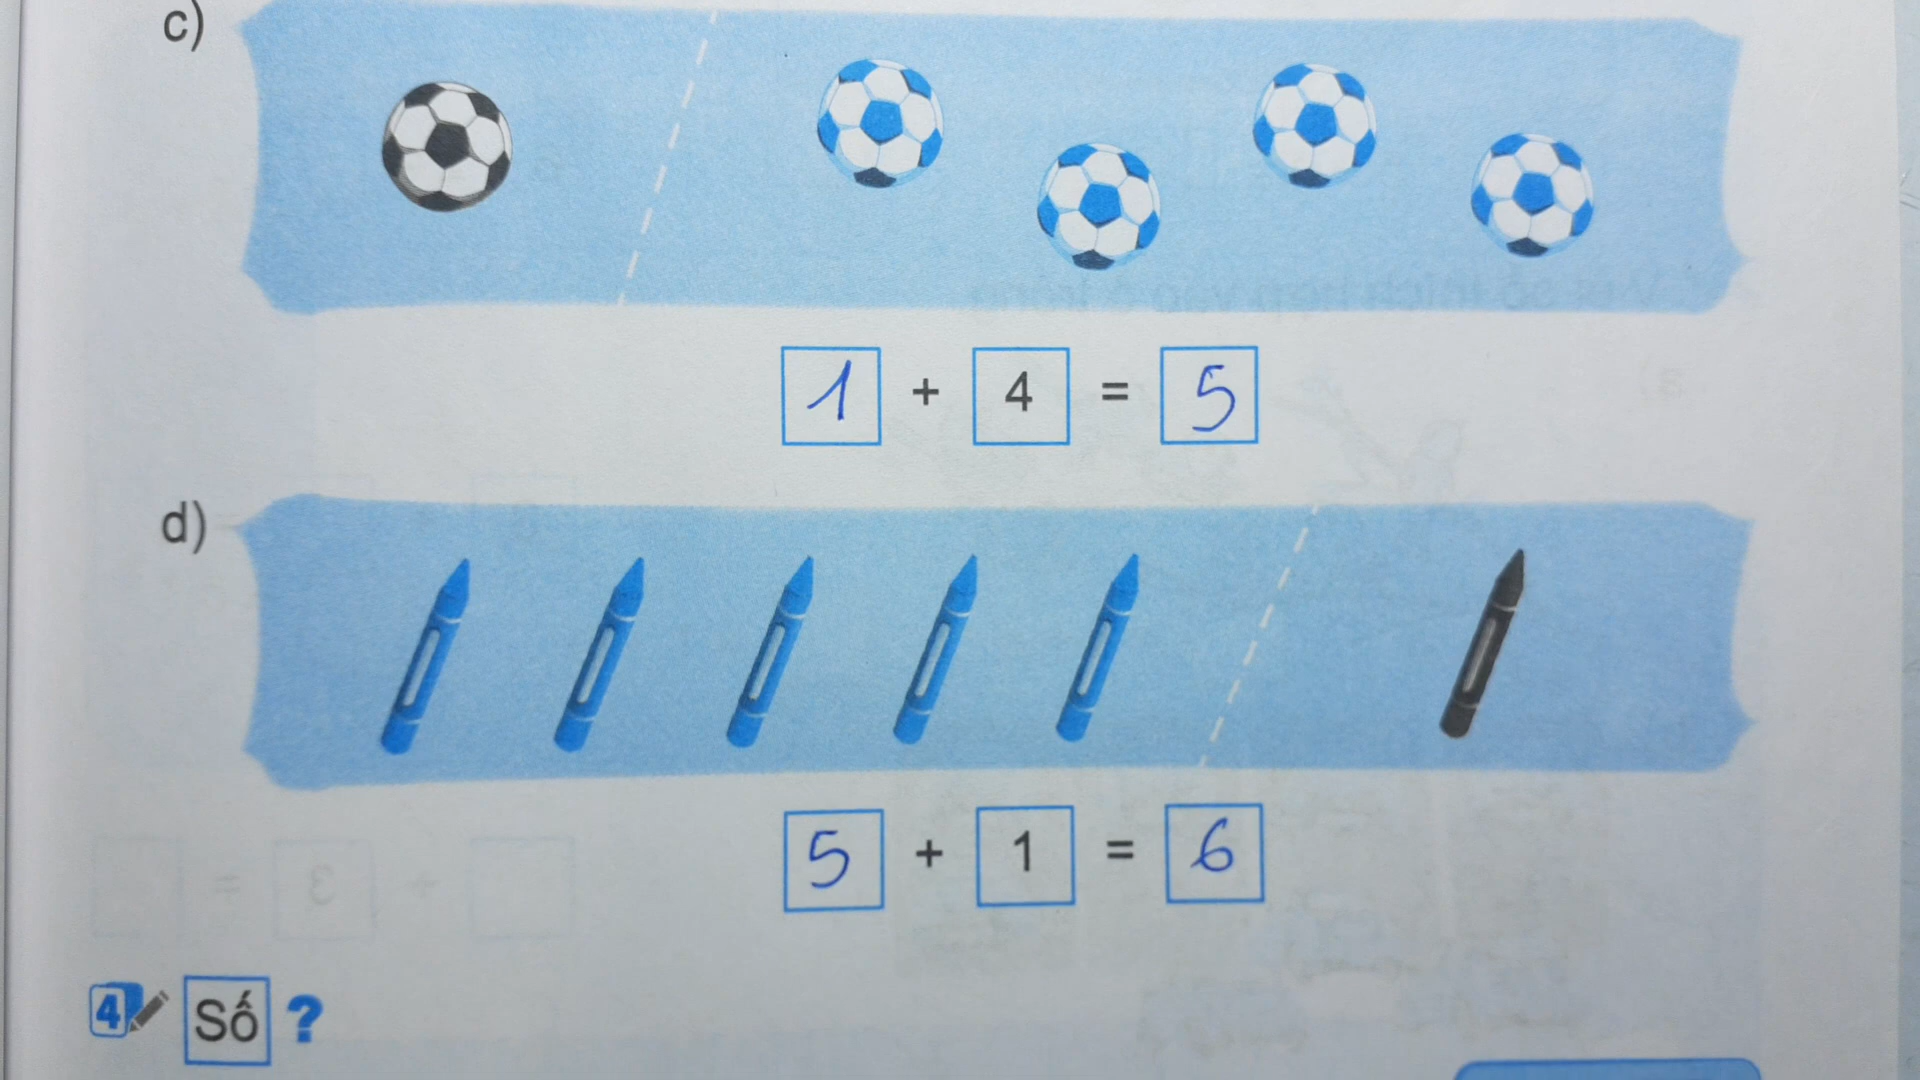 c)
1 + 4 = 5
d)
5 + 1 = 6
4 Số ?